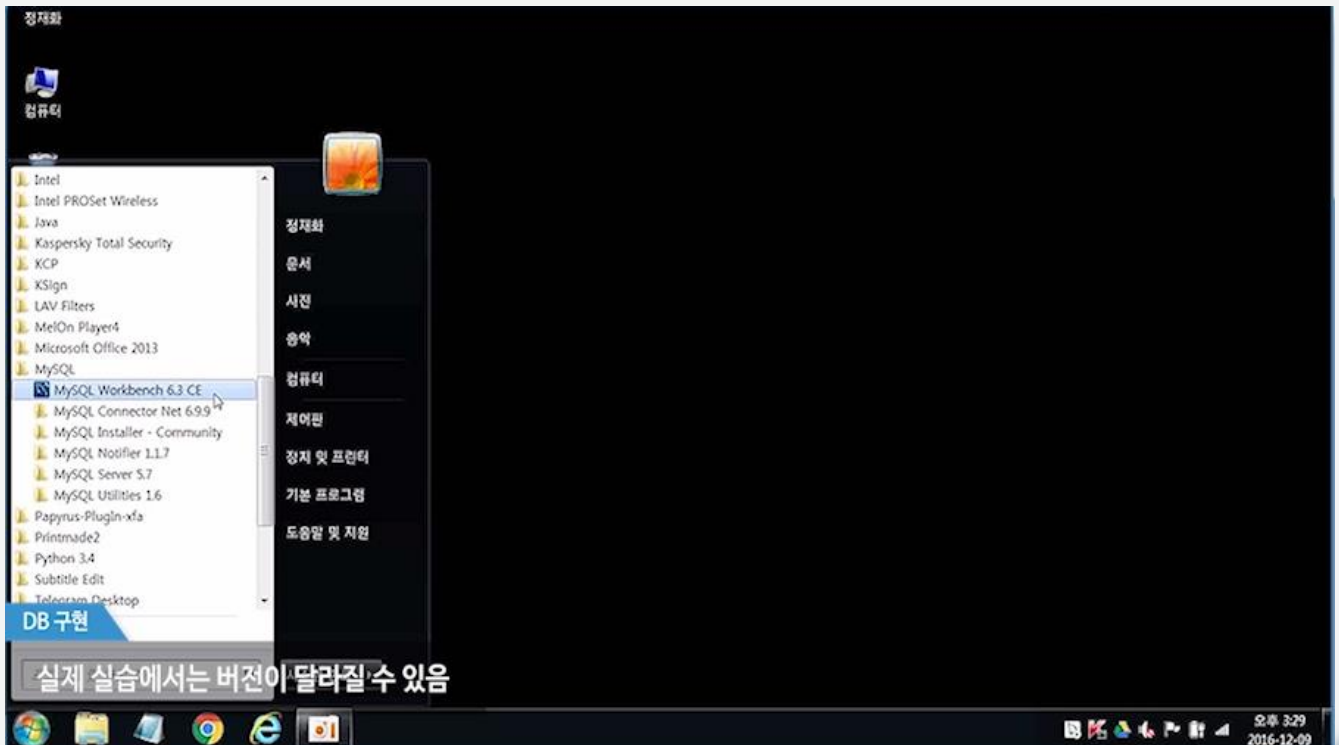 정재화
컴퓨터
Intel
Intel PROSet Wireless
Java
Kaspersky Total Security
KCP
KSign
LAV Filters
MelOn Player4
Microsoft Office 2013
MySQL
MySQL Workbench 6.3 CE
MySQL Connector Net 6.9.9
MySQL Installer - Community
MySQL Notifier 1.1.7
MySQL Server 5.7
MySQL Utilities 1.6
Papyrus-PlugIn-xfa
Printmade2
Python 3.4
Subtitle Edit
Telegram Desktop
정재화
문서
사진
음악
컴퓨터
제어판
장치 및 프린터
기본 프로그램
도움말 및 지원
DB 구현
실제 실습에서는 버전이 달라질 수 있음
오후 3:29
2016-12-09